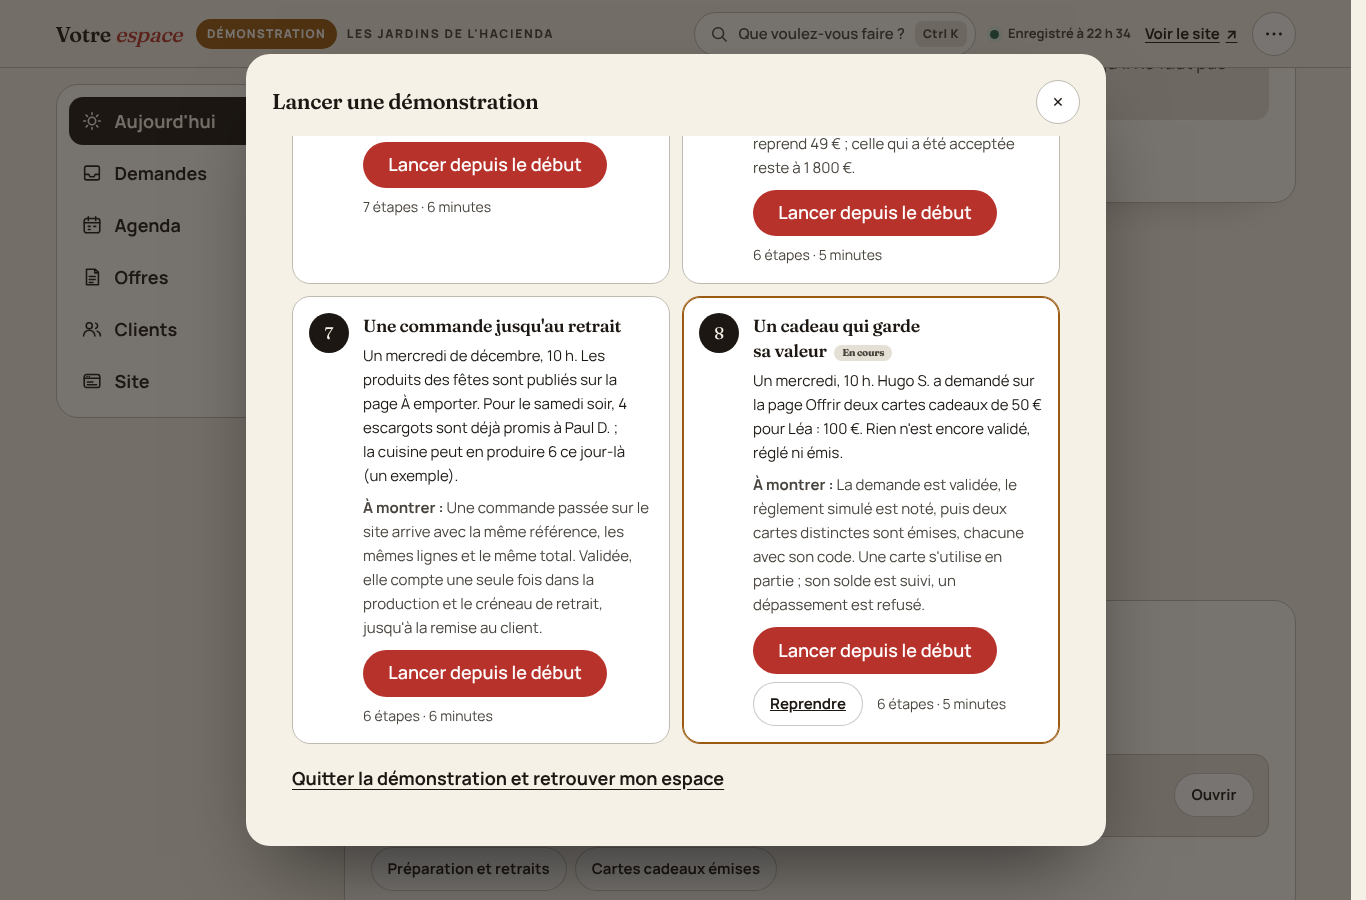 Votre espace
DÉMONSTRATION
LES JARDINS DE L'HACIENDA
Que voulez-vous faire ?
Ctrl K
Enregistré à 22 h 34
Voir le site
Aujourd'hui
Demandes
Agenda
Offres
Clients
Site
Lancer une démonstration
Lancer depuis le début
7 étapes · 6 minutes
reprend 49 € ; celle qui a été acceptée
reste à 1 800 €.
Lancer depuis le début
6 étapes · 5 minutes
7
Une commande jusqu'au retrait
Un mercredi de décembre, 10 h. Les
produits des fêtes sont publiés sur la
page À emporter. Pour le samedi soir, 4
escargots sont déjà promis à Paul D. ;
la cuisine peut en produire 6 ce jour-là
(un exemple).
À montrer : Une commande passée sur le
site arrive avec la même référence, les
mêmes lignes et le même total. Validée,
elle compte une seule fois dans la
production et le créneau de retrait,
jusqu'à la remise au client.
Lancer depuis le début
6 étapes · 6 minutes
8
Un cadeau qui garde
sa valeur En cours
Un mercredi, 10 h. Hugo S. a demandé sur
la page Offrir deux cartes cadeaux de 50 €
pour Léa : 100 €. Rien n'est encore validé,
réglé ni émis.
À montrer : La demande est validée, le
règlement simulé est noté, puis deux
cartes distinctes sont émises, chacune
avec son code. Une carte s'utilise en
partie ; son solde est suivi, un
dépassement est refusé.
Lancer depuis le début
Reprendre
6 étapes · 5 minutes
Quitter la démonstration et retrouver mon espace
Ouvrir
Préparation et retraits
Cartes cadeaux émises